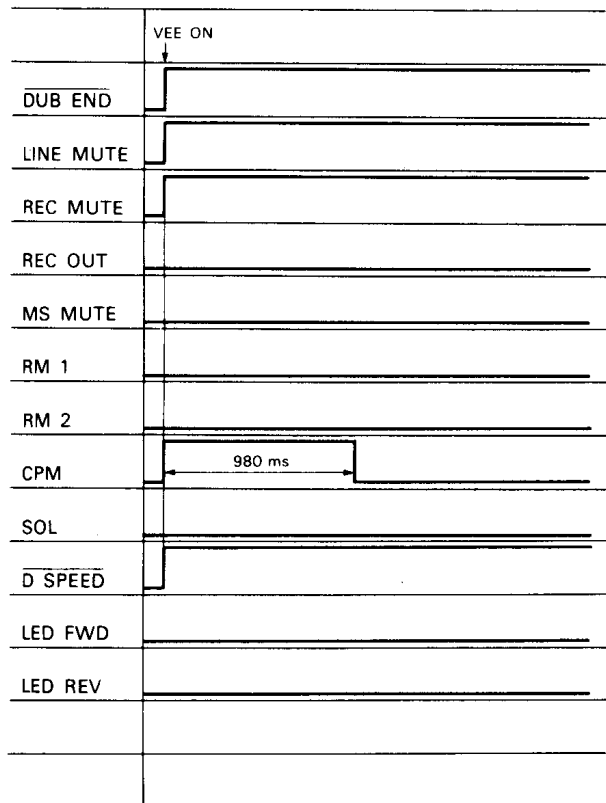 VEE ON
DUB END
LINE MUTE
REC MUTE
REC OUT
MS MUTE
RM 1
RM 2
980 ms
CPM
SOL
D SPEED
LED FWD
LED REV